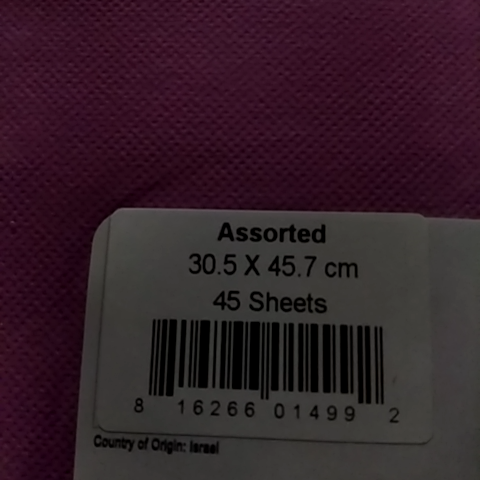 Assorted
30.5 X 45.7 cm
45 Sheets
8 16266 01499 2
Country of Origin: Israel